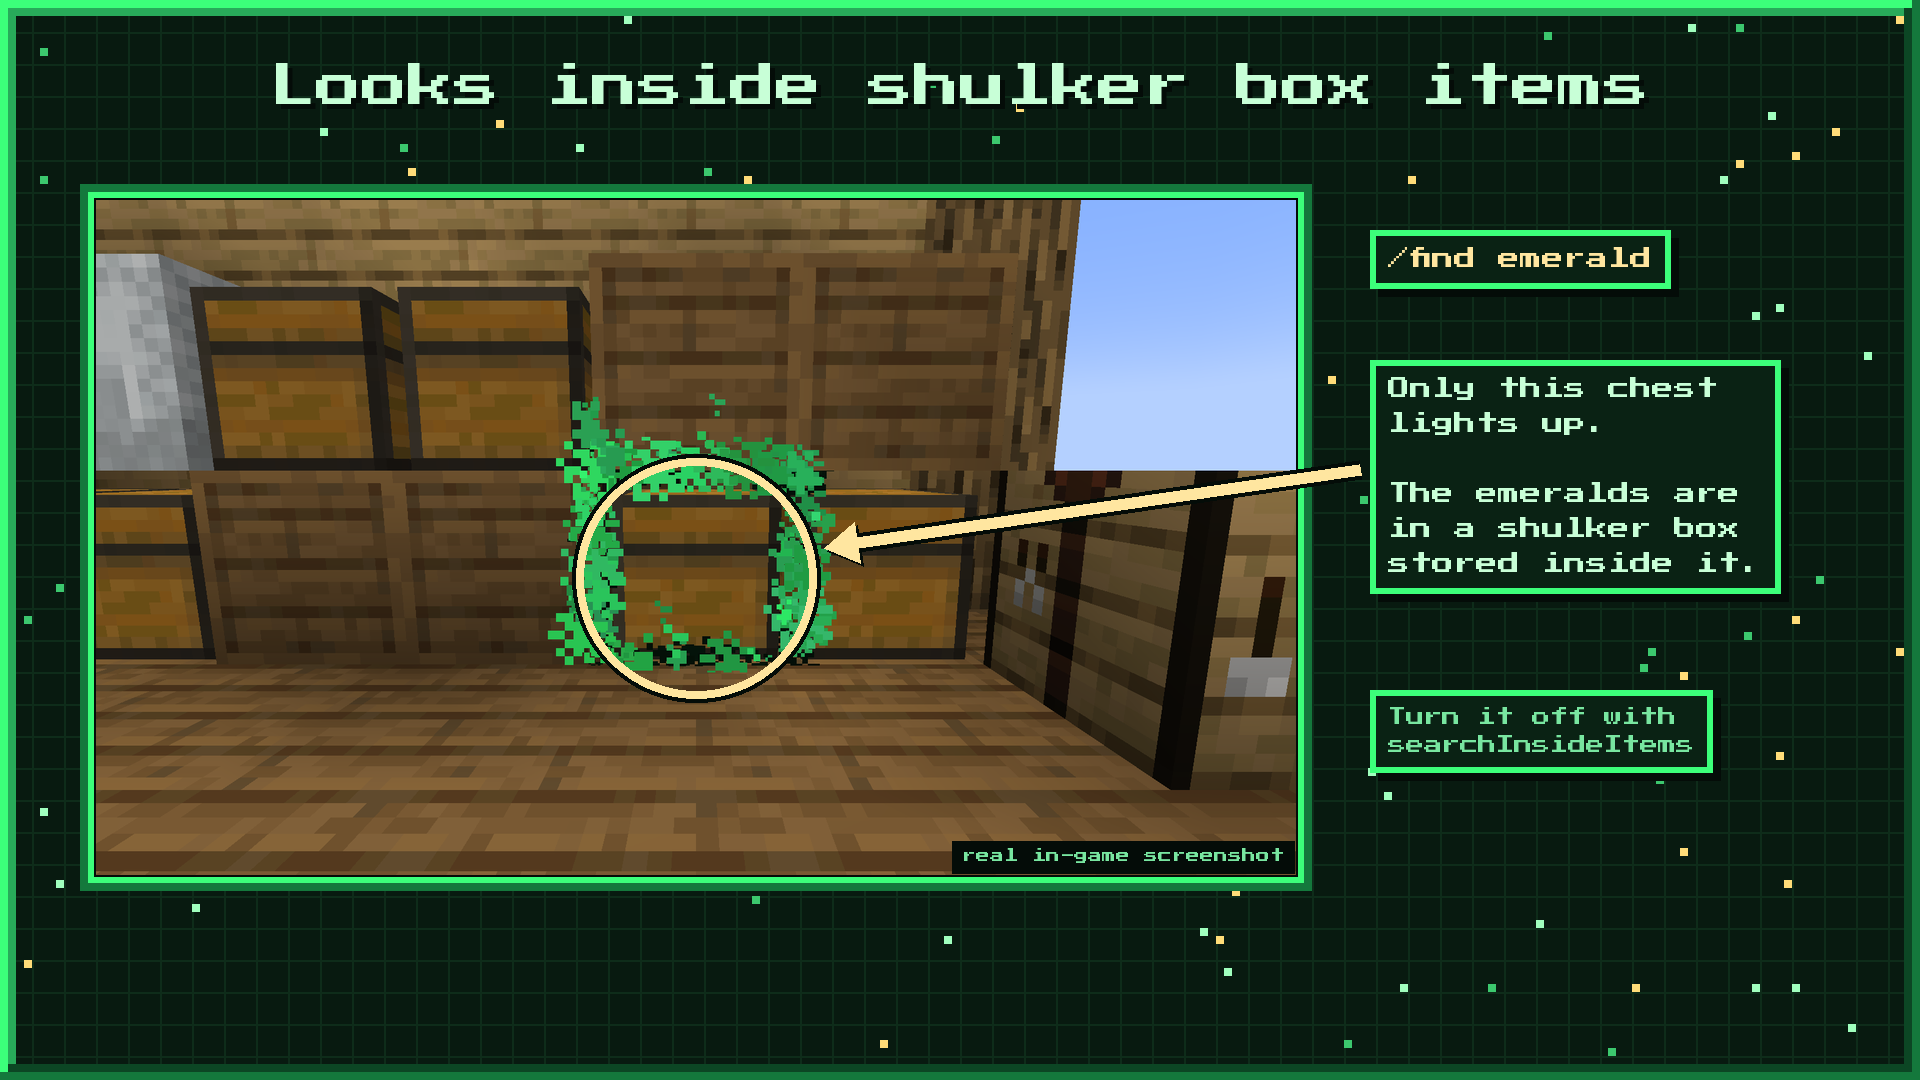 Looks inside shulker box items
/find emerald
Only this chest
lights up.
The emeralds are
in a shulker box
stored inside it.
Turn it off with
searchInsideItems
real in-game screenshot